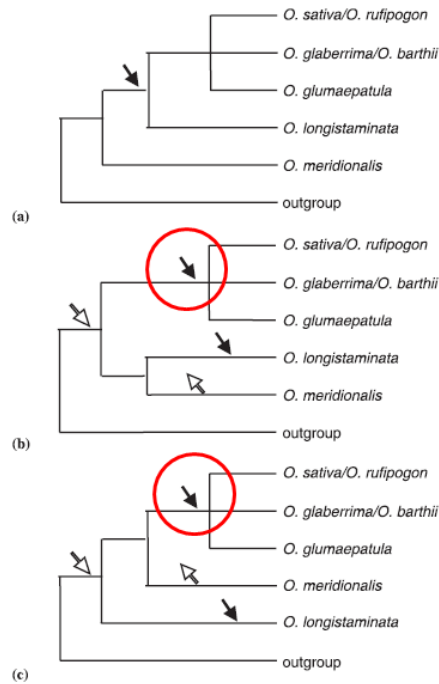 O. sativa/O. rufipogon
O. glaberrima/O. barthii
O. glumaepatula
O. longistaminata
O. meridionalis
outgroup
(a)
O. sativa/O. rufipogon
O. glaberrima/O. barthii
O. glumaepatula
O. longistaminata
O. meridionalis
outgroup
(b)
O. sativa/O. rufipogon
O. glaberrima/O. barthii
O. glumaepatula
O. meridionalis
O. longistaminata
outgroup
(c)